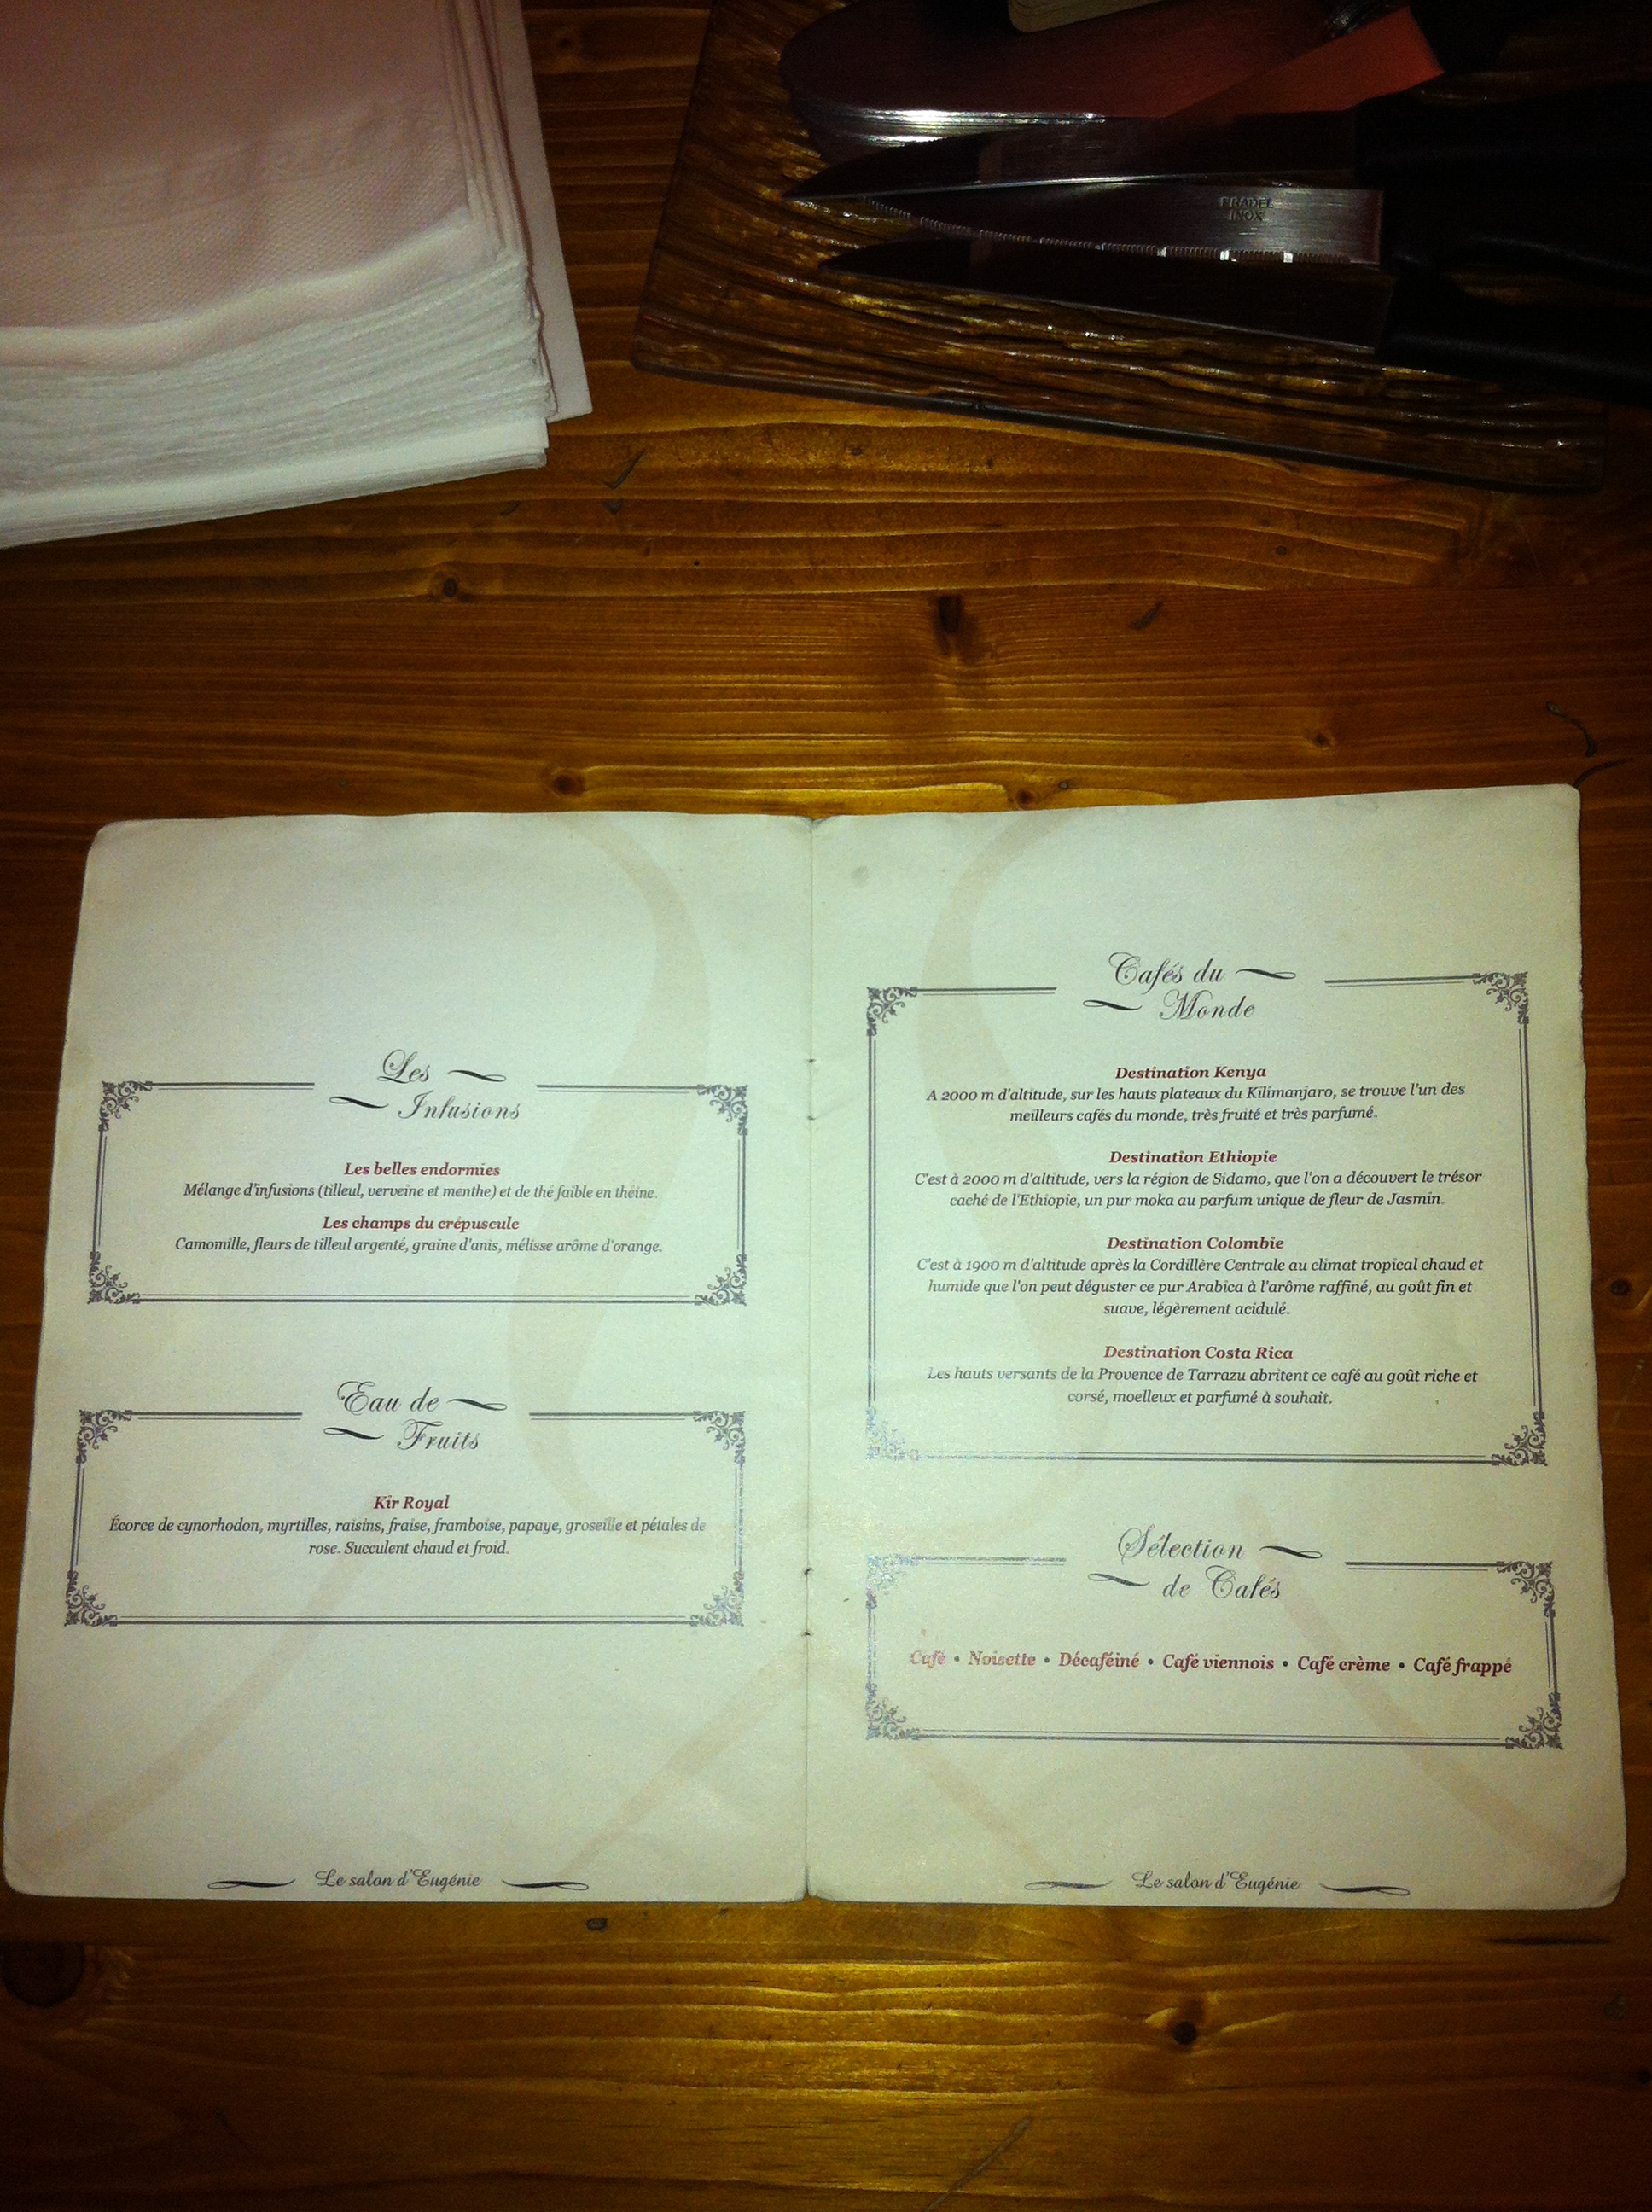 PRADEL
INOX
Les
Infusions
Les belles endormies
Mélange d'infusions (tilleul, verveine et menthe) et de thé faible en théine.
Les champs du crépuscule
Camomille, fleurs de tilleul argenté, graine d'anis, mélisse arôme d'orange.
Eau de
Fruits
Kir Royal
Écorce de cynorhodon, myrtilles, raisins, fraise, framboise, papaye, groseille et pétales de
rose. Succulent chaud et froid.
Le salon d'Eugénie
Cafés du
Monde
Destination Kenya
A 2000 m d'altitude, sur les hauts plateaux du Kilimanjaro, se trouve l'un des
meilleurs cafés du monde, très fruité et très parfumé.
Destination Ethiopie
C'est à 2000 m d'altitude, vers la région de Sidamo, que l'on a découvert le trésor
caché de l'Ethiopie, un pur moka au parfum unique de fleur de Jasmin.
Destination Colombie
C'est à 1900 m d'altitude après la Cordillère Centrale au climat tropical chaud et
humide que l'on peut déguster ce pur Arabica à l'arôme raffiné, au goût fin et
suave, légèrement acidulé.
Destination Costa Rica
Les hauts versants de la Provence de Tarrazu abritent ce café au goût riche et
corsé, moelleux et parfumé à souhait.
Sélection
de Cafés
Café • Noisette • Décaféiné • Café viennois • Café crème • Café frappé
Le salon d'Eugénie